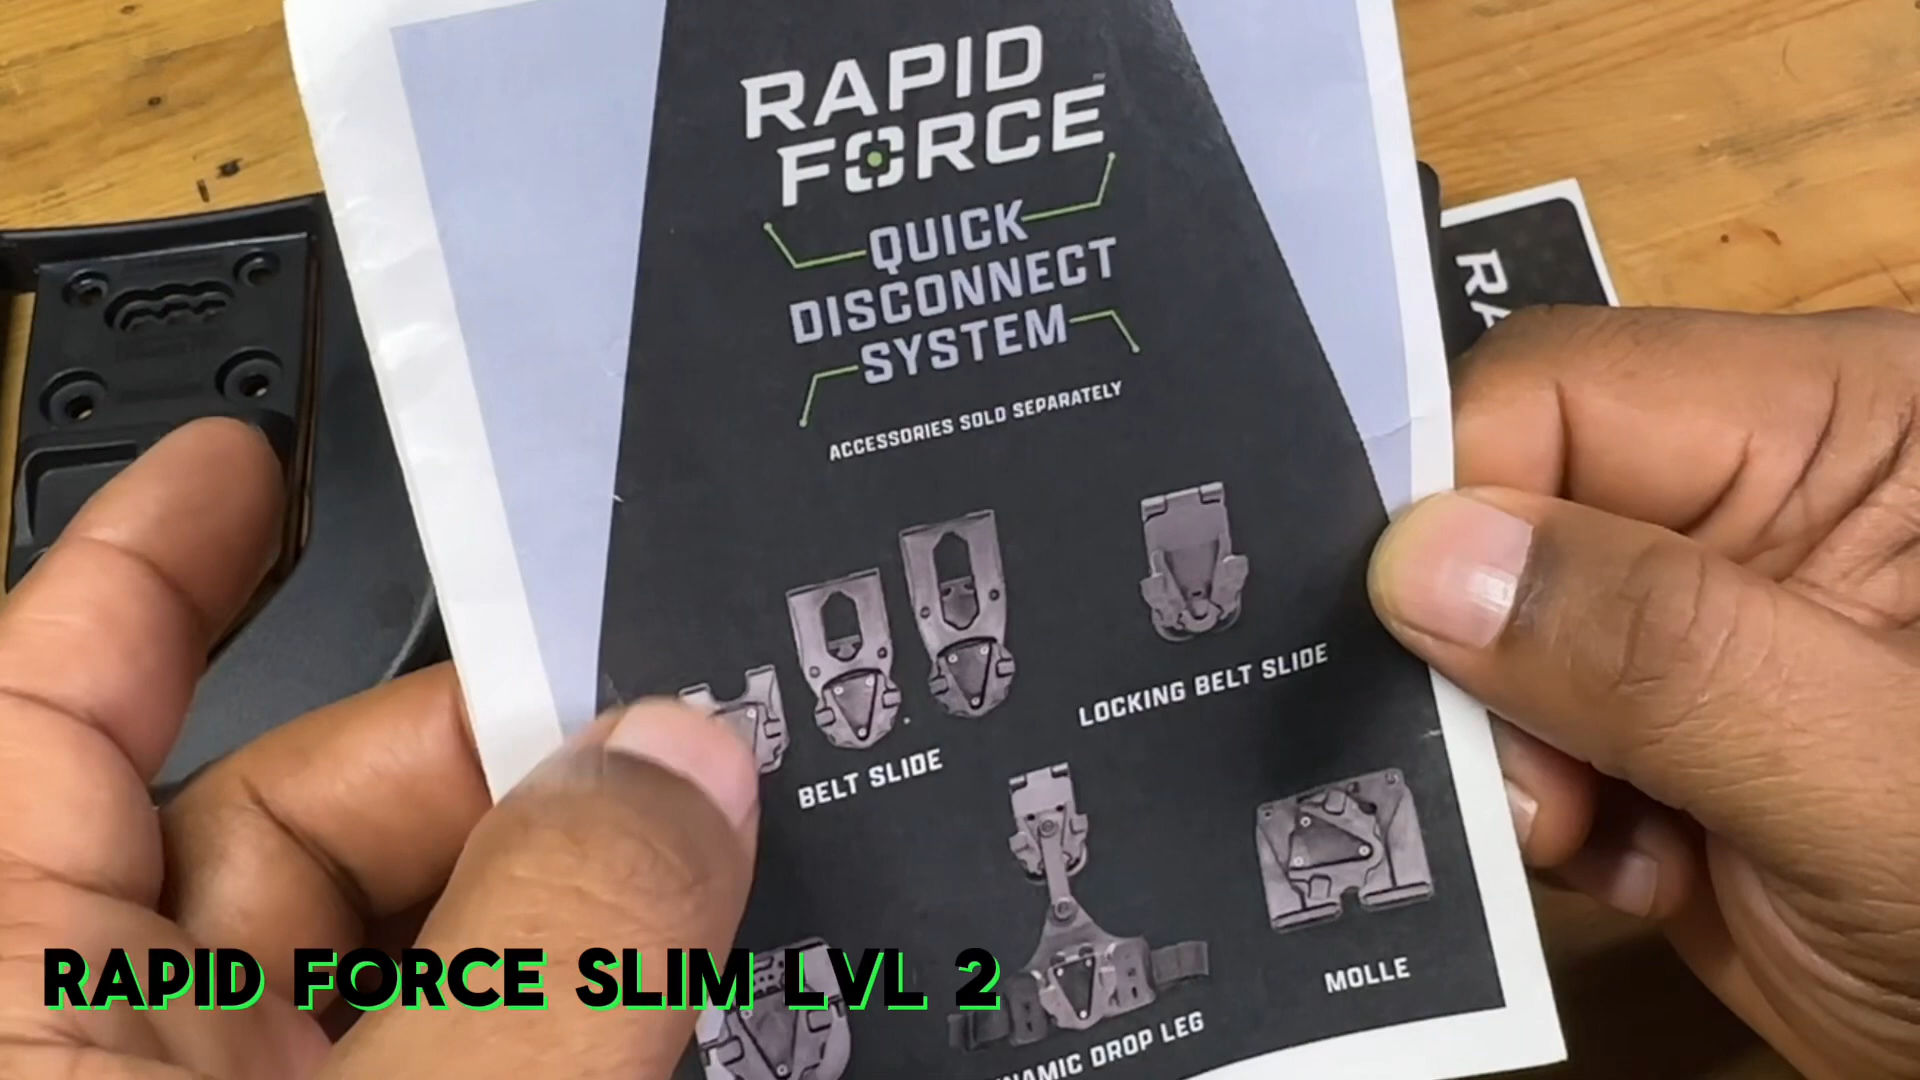 RAPID
FORCE™
QUICK
DISCONNECT
SYSTEM
ACCESSORIES SOLD SEPARATELY
LOCKING BELT SLIDE
BELT SLIDE
MOLLE
DROP LEG
RAPID FORCE SLIM LVL 2